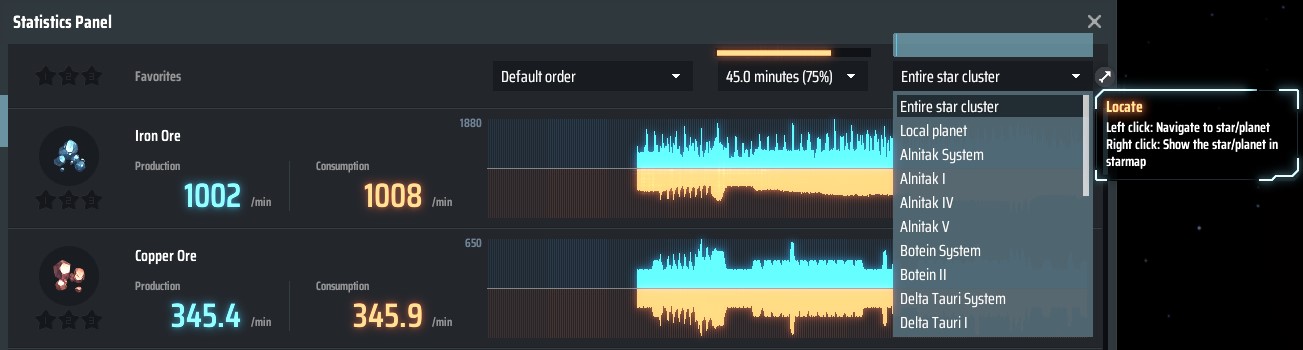 Statistics Panel
Favorites
Default order
45.0 minutes (75%)
Entire star cluster
Entire star cluster
Local planet
Alnitak System
Alnitak I
Alnitak IV
Alnitak V
Botein System
Botein II
Delta Tauri System
Delta Tauri I
Locate
Left click: Navigate to star/planet
Right click: Show the star/planet in
starmap
Iron Ore
Production
Consumption
1002 /min
1008 /min
1880
Copper Ore
Production
Consumption
345.4 /min
345.9 /min
650